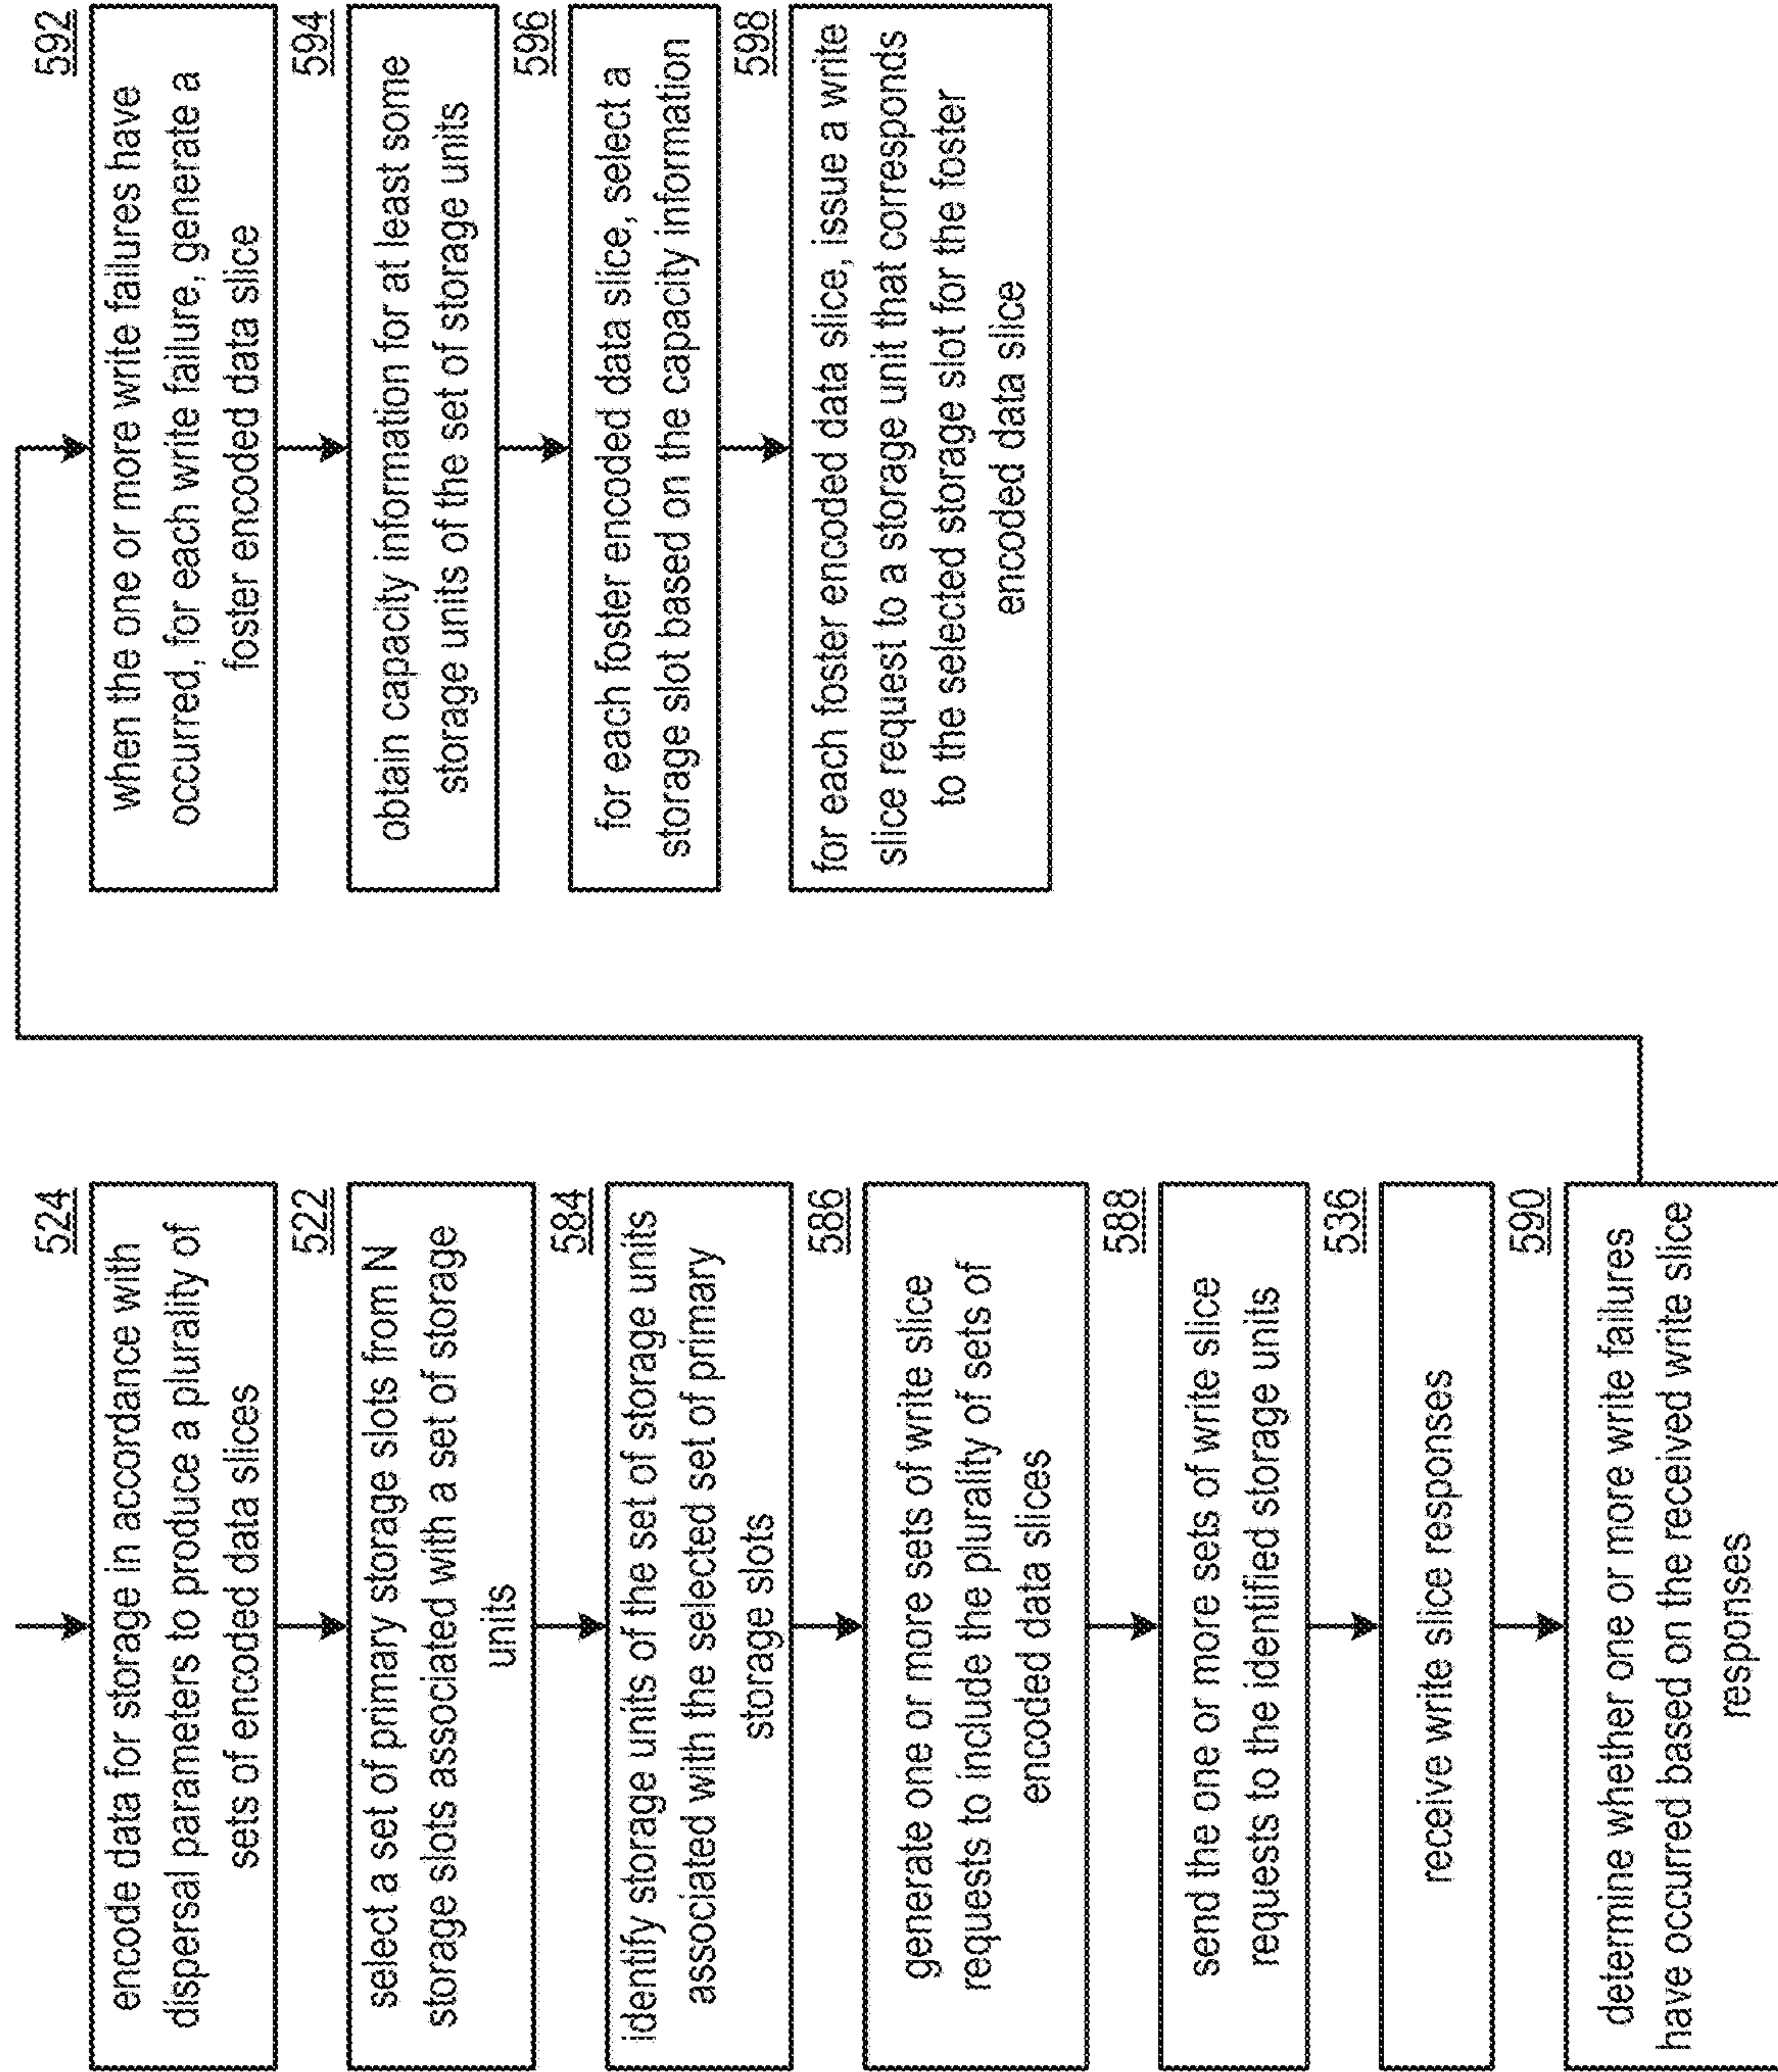 524
encode data for storage in accordance with
dispersal parameters to produce a plurality of
sets of encoded data slices
522
select a set of primary storage slots from N
storage slots associated with a set of storage
units
584
identify storage units of the set of storage units
associated with the selected set of primary
storage slots
586
generate one or more sets of write slice
requests to include the plurality of sets of
encoded data slices
588
send the one or more sets of write slice
requests to the identified storage units
536
receive write slice responses
590
determine whether one or more write failures
have occurred based on the received write slice
responses
592
when the one or more write failures have
occurred, for each write failure, generate a
foster encoded data slice
594
obtain capacity information for at least some
storage units of the set of storage units
596
for each foster encoded data slice, select a
storage slot based on the capacity information
598
for each foster encoded data slice, issue a write
slice request to a storage unit that corresponds
to the selected storage slot for the foster
encoded data slice